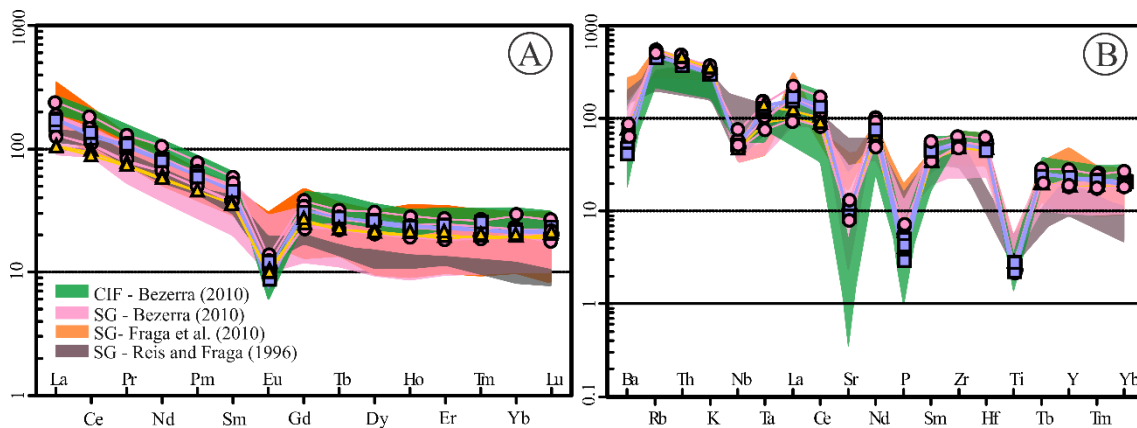 1000
100
10
1
A
CIF - Bezerra (2010)
SG - Bezerra (2010)
SG- Fraga et al. (2010)
SG - Reis and Fraga (1996)
La Pr Pm Eu Tb Ho Tm Lu
Ce Nd Sm Gd Dy Er Yb
1000
100
10
1
0.1
B
Ba Th Nb La Sr P Zr Ti Y Yb
Rb K Ta Ce Nd Sm Hf Tb Tm